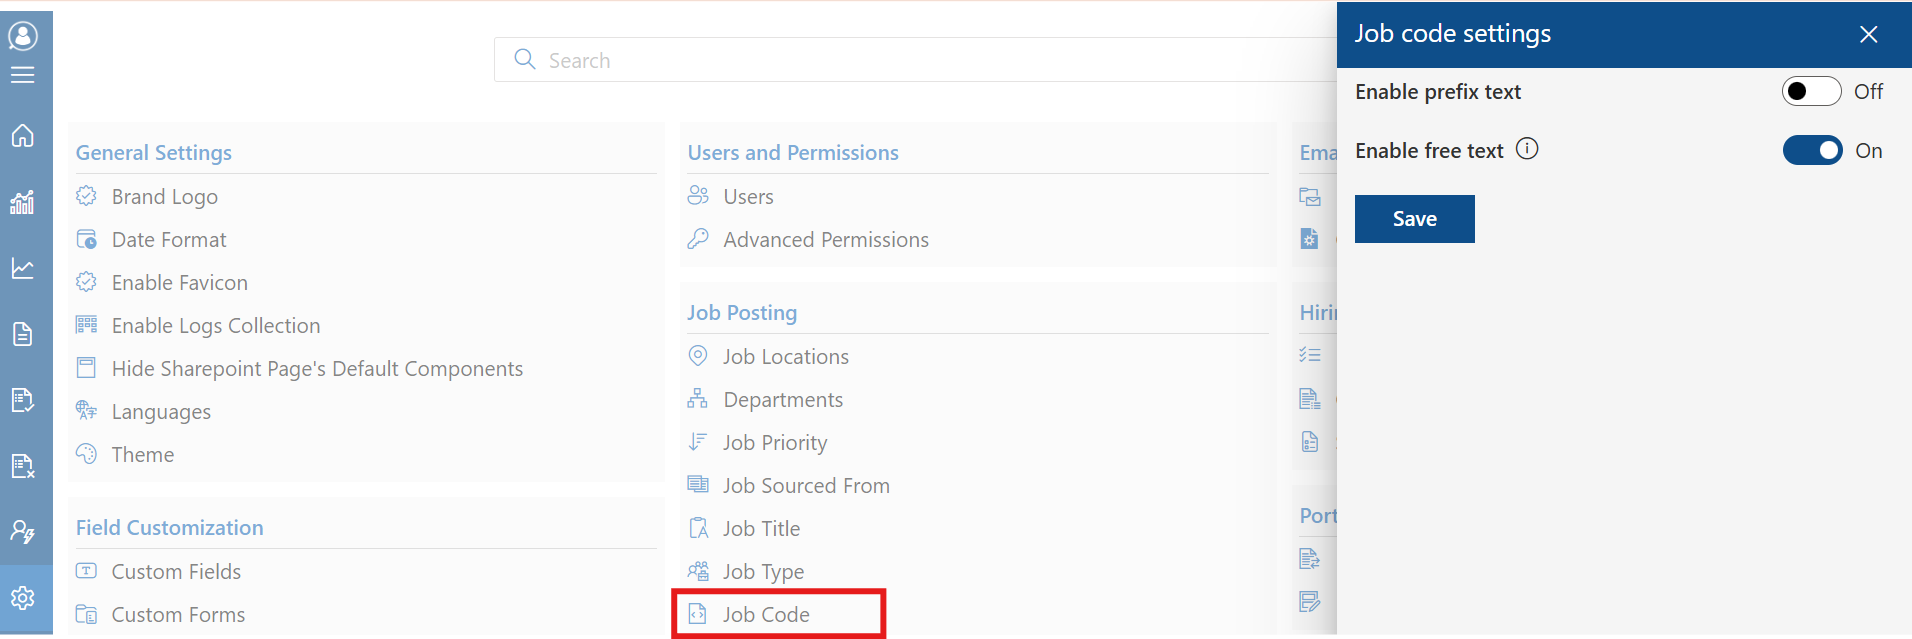 Search
General Settings
Brand Logo
Date Format
Enable Favicon
Enable Logs Collection
Hide Sharepoint Page's Default Components
Languages
Theme
Field Customization
Custom Fields
Custom Forms
Users and Permissions
Users
Advanced Permissions
Job Posting
Job Locations
Departments
Job Priority
Job Sourced From
Job Title
Job Type
Job Code
Job code settings
Enable prefix text
Off
Enable free text
On
Save